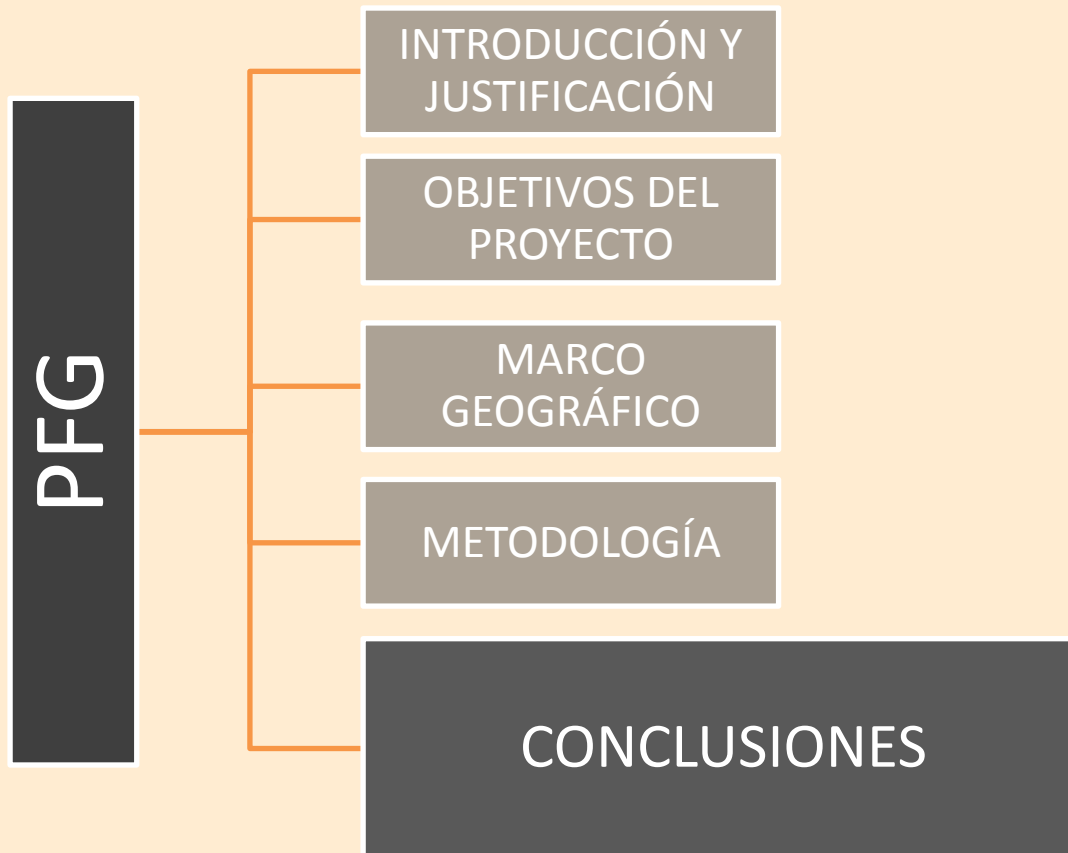 PFG
INTRODUCCIÓN Y
JUSTIFICACIÓN
OBJETIVOS DEL
PROYECTO
MARCO
GEOGRÁFICO
METODOLOGÍA
CONCLUSIONES